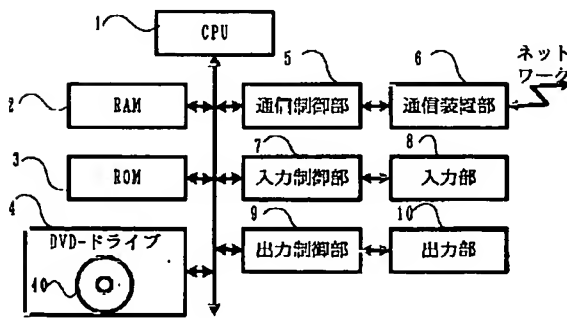 1
CPU
2
RAM
5
通信制御部
6
通信装置部
ネット
ワーク
3
ROM
7
入力制御部
8
入力部
4
DVD-ドライブ
10
9
出力制御部
10
出力部